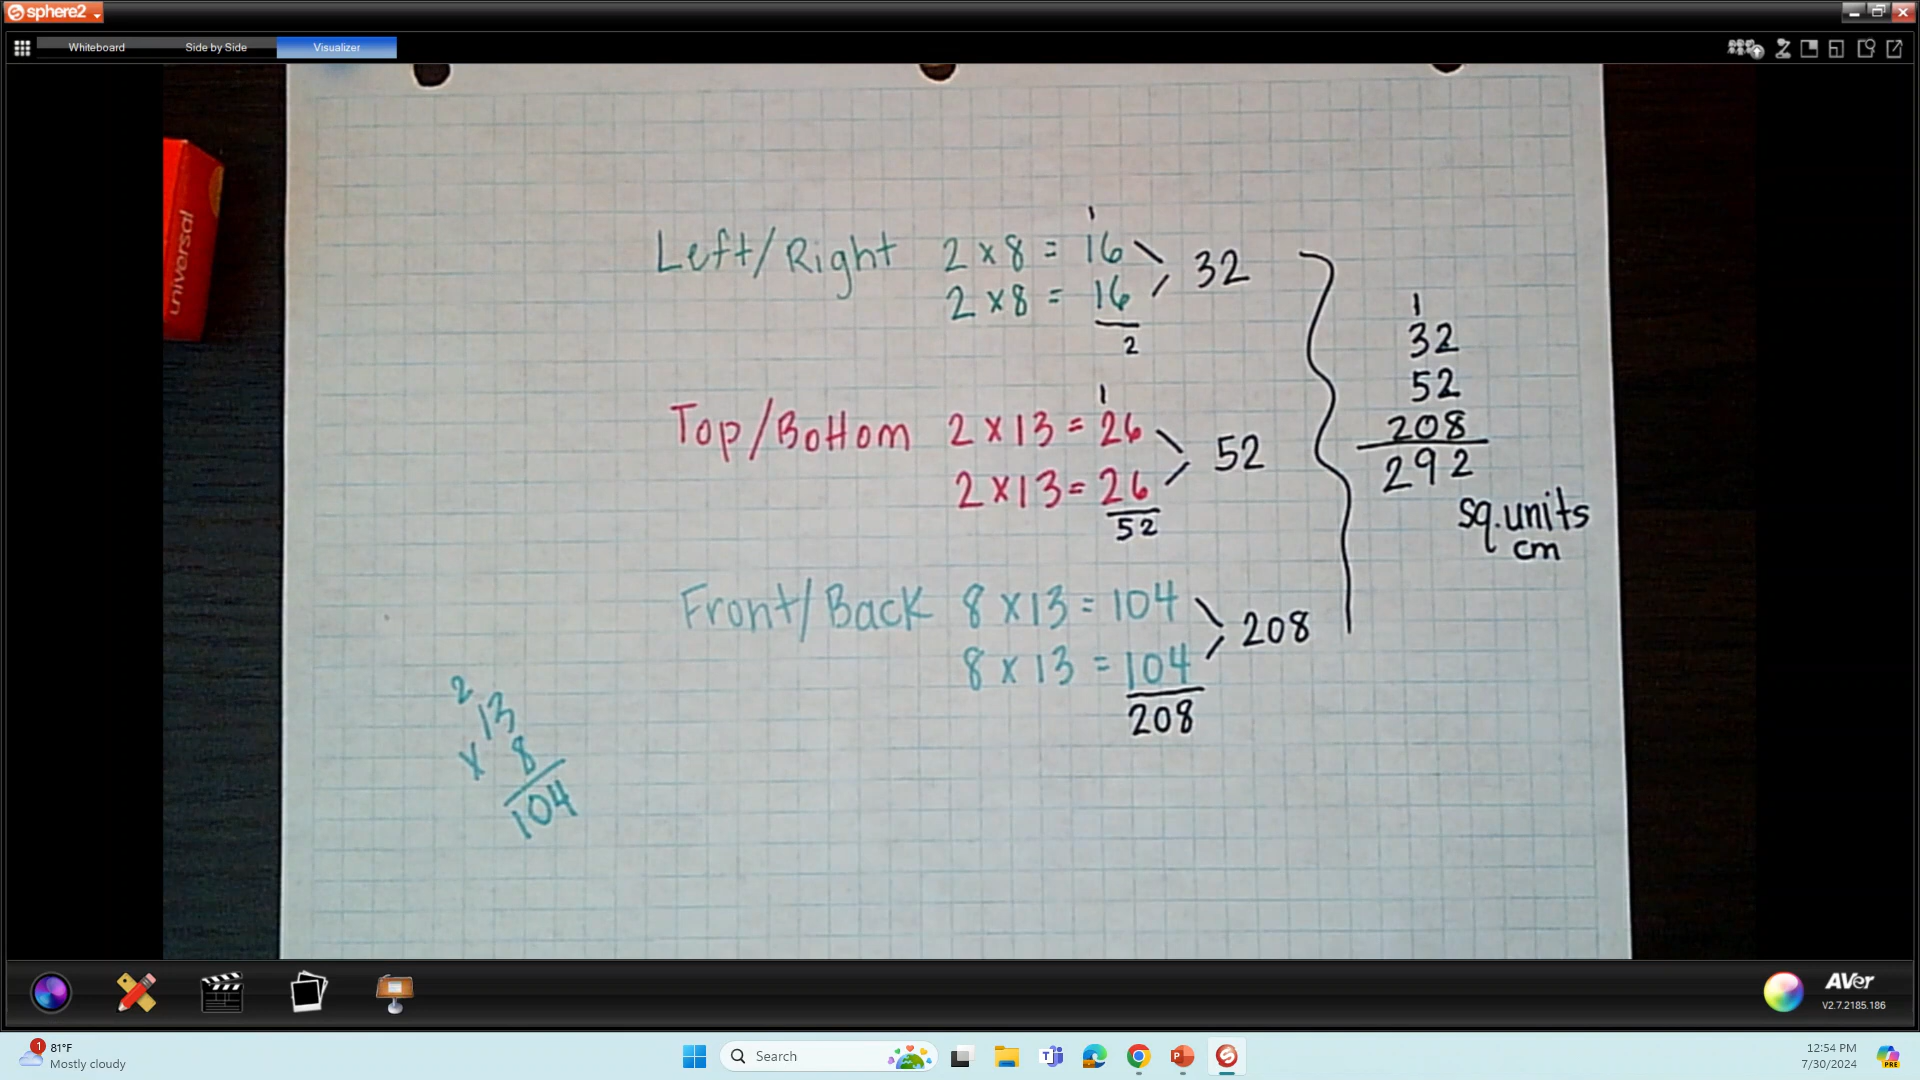 sphere2
Whiteboard
Side by Side
Visualizer
universal
1
Left/Right 2 x 8 = 16
2 x 8 = 16
2
32
1
Top/Bottom 2 x 13 = 26
2 x 13 = 26
52
52
Front/Back 8 x 13 = 104
8 x 13 = 104
208
208
1
32
52
208
292
sq. units
cm
2
13
x 8
104
AVer
V2.7.2185.186
1
81°F
Mostly cloudy
Search
12:54 PM
7/30/2024
PRE